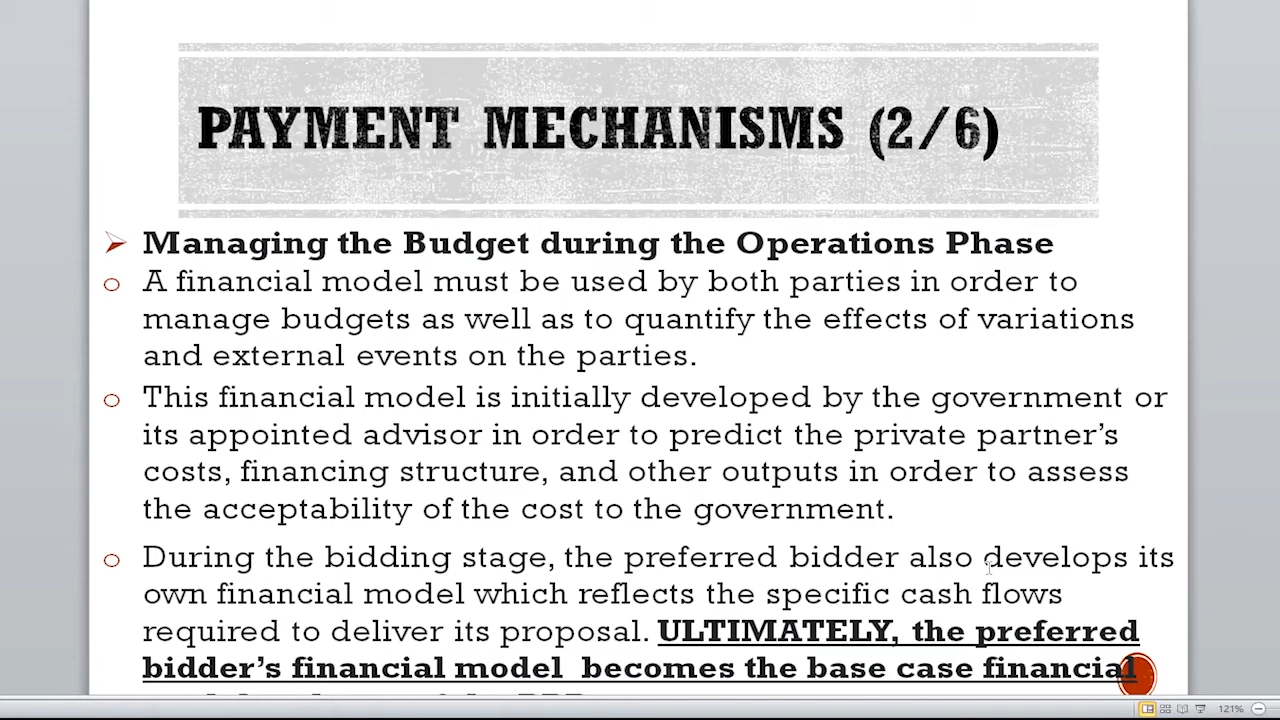 PAYMENT MECHANISMS (2/6)
Managing the Budget during the Operations Phase
A financial model must be used by both parties in order to
manage budgets as well as to quantify the effects of variations
and external events on the parties.
This financial model is initially developed by the government or
its appointed advisor in order to predict the private partner's
costs, financing structure, and other outputs in order to assess
the acceptability of the cost to the government.
During the bidding stage, the preferred bidder also develops its
own financial model which reflects the specific cash flows
required to deliver its proposal. ULTIMATELY, the preferred
bidder's financial model becomes the base case financial
121%